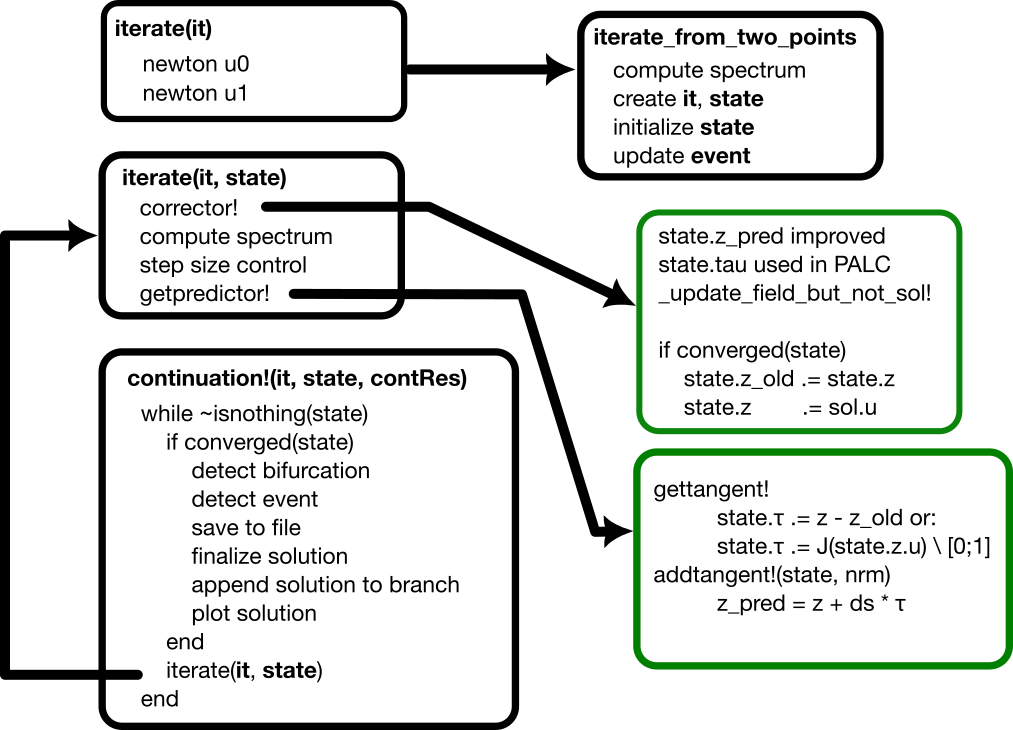 iterate(it)
newton u0
newton u1
iterate_from_two_points
compute spectrum
create it, state
initialize state
update event
iterate(it, state)
corrector!
compute spectrum
step size control
getpredictor!
state.z_pred improved
state.tau used in PALC
_update_field_but_not_sol!
if converged(state)
state.z_old .= state.z
state.z .= sol.u
continuation!(it, state, contRes)
while ~isnothing(state)
if converged(state)
detect bifurcation
detect event
save to file
finalize solution
append solution to branch
plot solution
end
iterate(it, state)
end
gettangent!
state.τ .= z - z_old or:
state.τ .= J(state.z.u) \ [0;1]
addtangent!(state, nrm)
z_pred = z + ds * τ